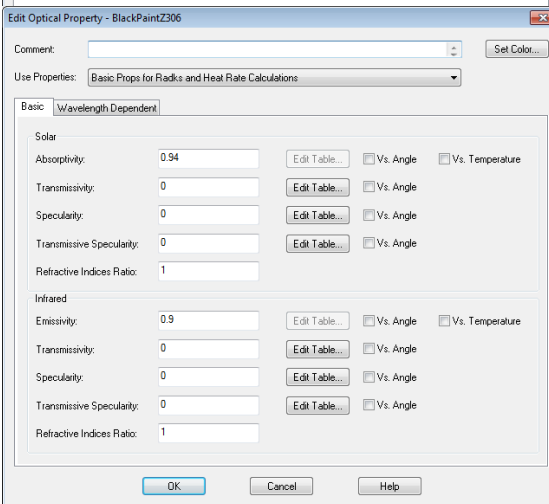 Edit Optical Property - BlackPaintZ306
Comment:
Set Color...
Use Properties: Basic Props for Radks and Heat Rate Calculations
Basic Wavelength Dependent
Solar
Absorptivity: 0.94 Edit Table... Vs. Angle Vs. Temperature
Transmissivity: 0 Edit Table... Vs. Angle
Specularity: 0 Edit Table... Vs. Angle
Transmissive Specularity: 0 Edit Table... Vs. Angle
Refractive Indices Ratio: 1
Infrared
Emissivity: 0.9 Edit Table... Vs. Angle Vs. Temperature
Transmissivity: 0 Edit Table... Vs. Angle
Specularity: 0 Edit Table... Vs. Angle
Transmissive Specularity: 0 Edit Table... Vs. Angle
Refractive Indices Ratio: 1
OK Cancel Help